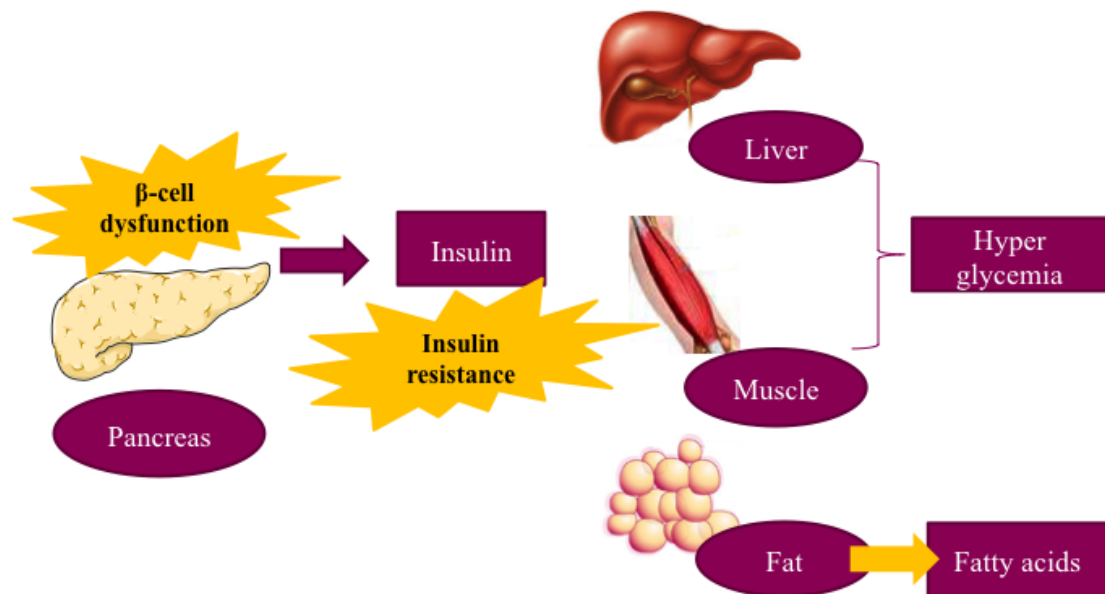 β-cell
dysfunction
Pancreas
Insulin
Insulin
resistance
Liver
Muscle
Fat
Hyper
glycemia
Fatty acids